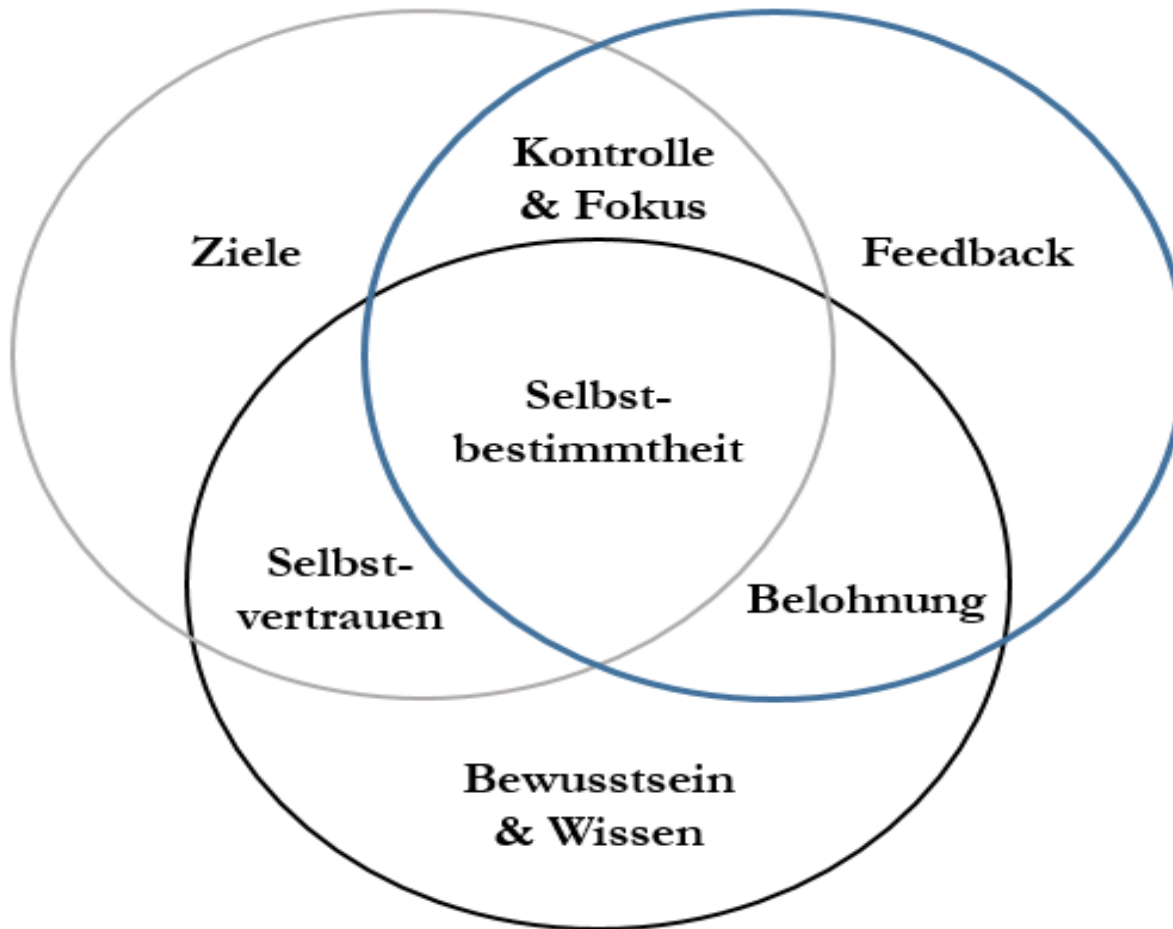 Kontrolle
& Fokus
Ziele
Feedback
Selbst-
bestimmtheit
Selbst-
vertrauen
Belohnung
Bewusstsein
& Wissen